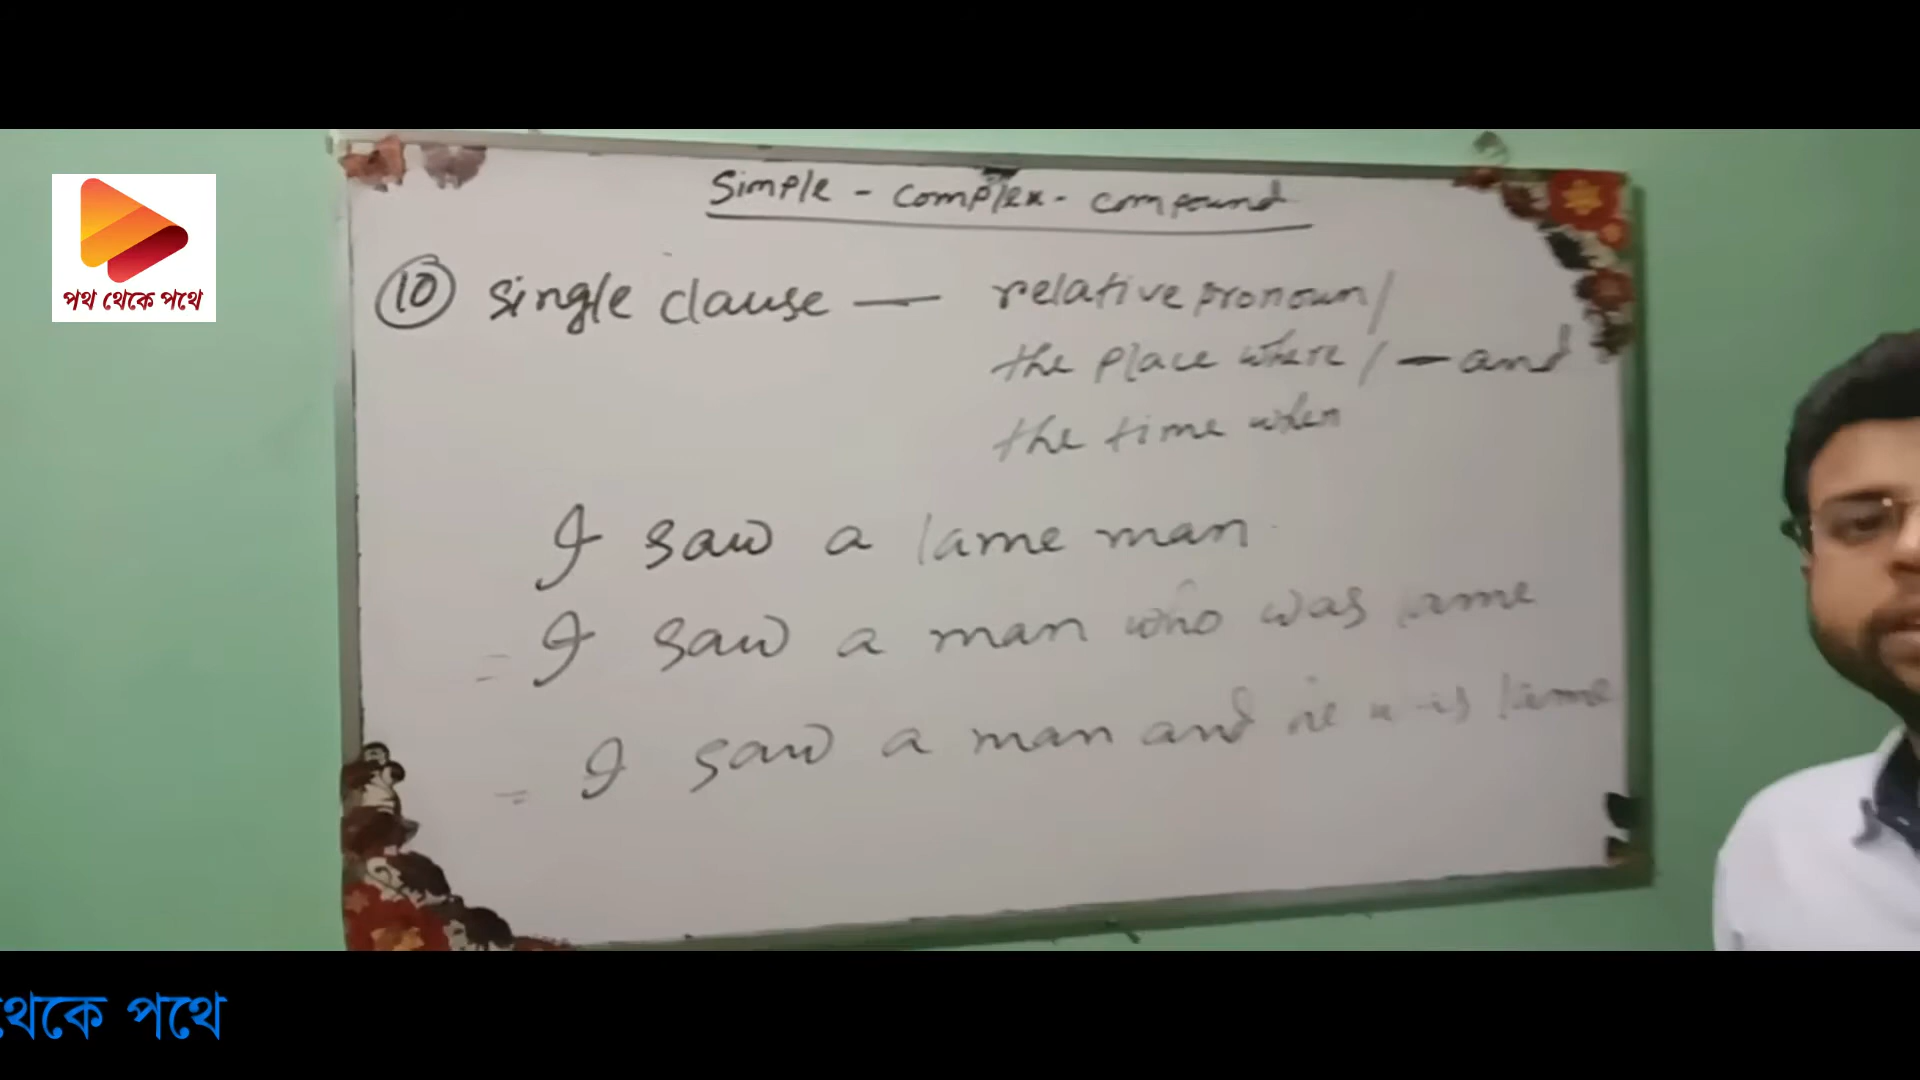 Simple - complex - compound
পথ থেকে পথে
10 single clause — relative pronoun/
the place where / — and
the time when
I saw a lame man.
= I saw a man who was lame
= I saw a man and he was lame
থেকে পথে